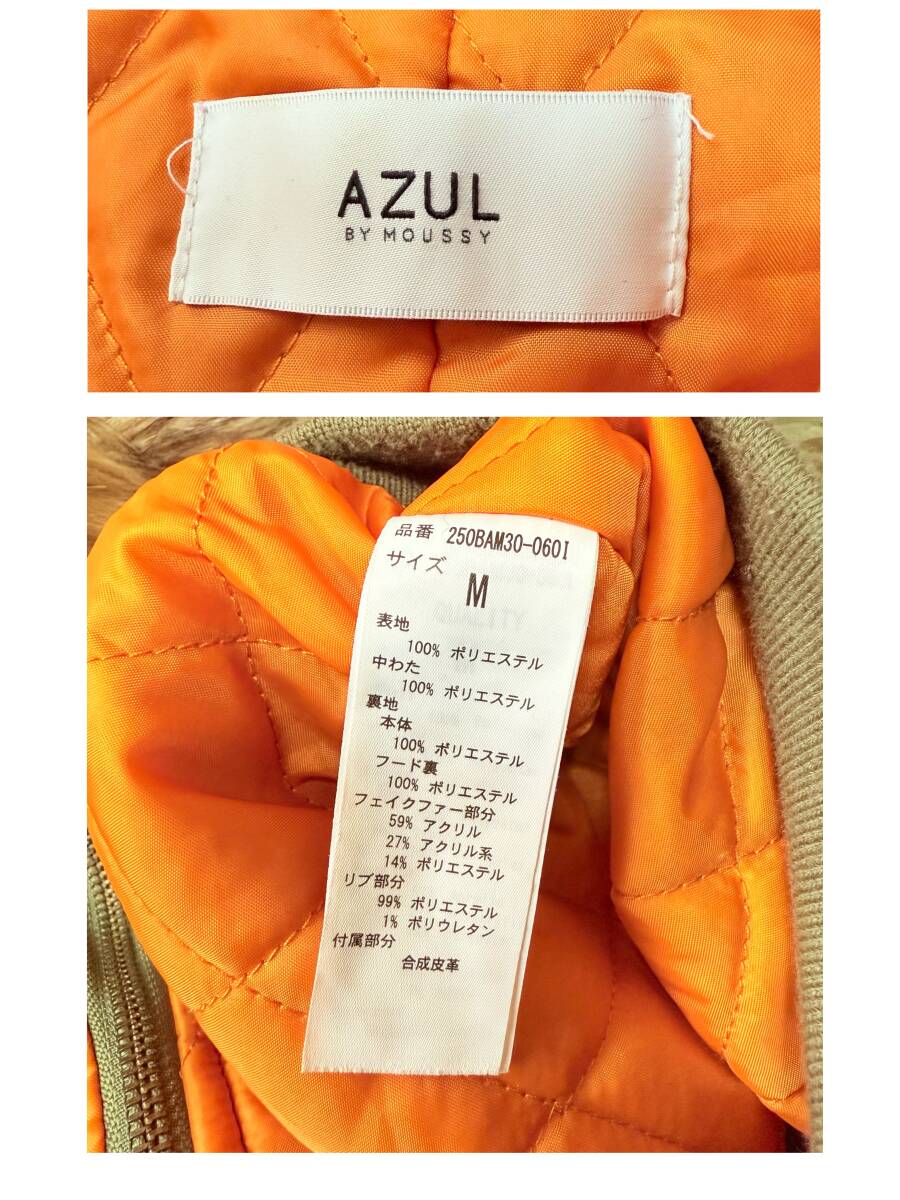 AZUL
BY MOUSSY
品番 250BAM30-060I
サイズ
M
表地
100% ポリエステル
中わた
100% ポリエステル
裏地
本体
100% ポリエステル
フード裏
100% ポリエステル
フェイクファー部分
59% アクリル
27% アクリル系
14% ポリエステル
リブ部分
99% ポリエステル
1% ポリウレタン
付属部分
合成皮革